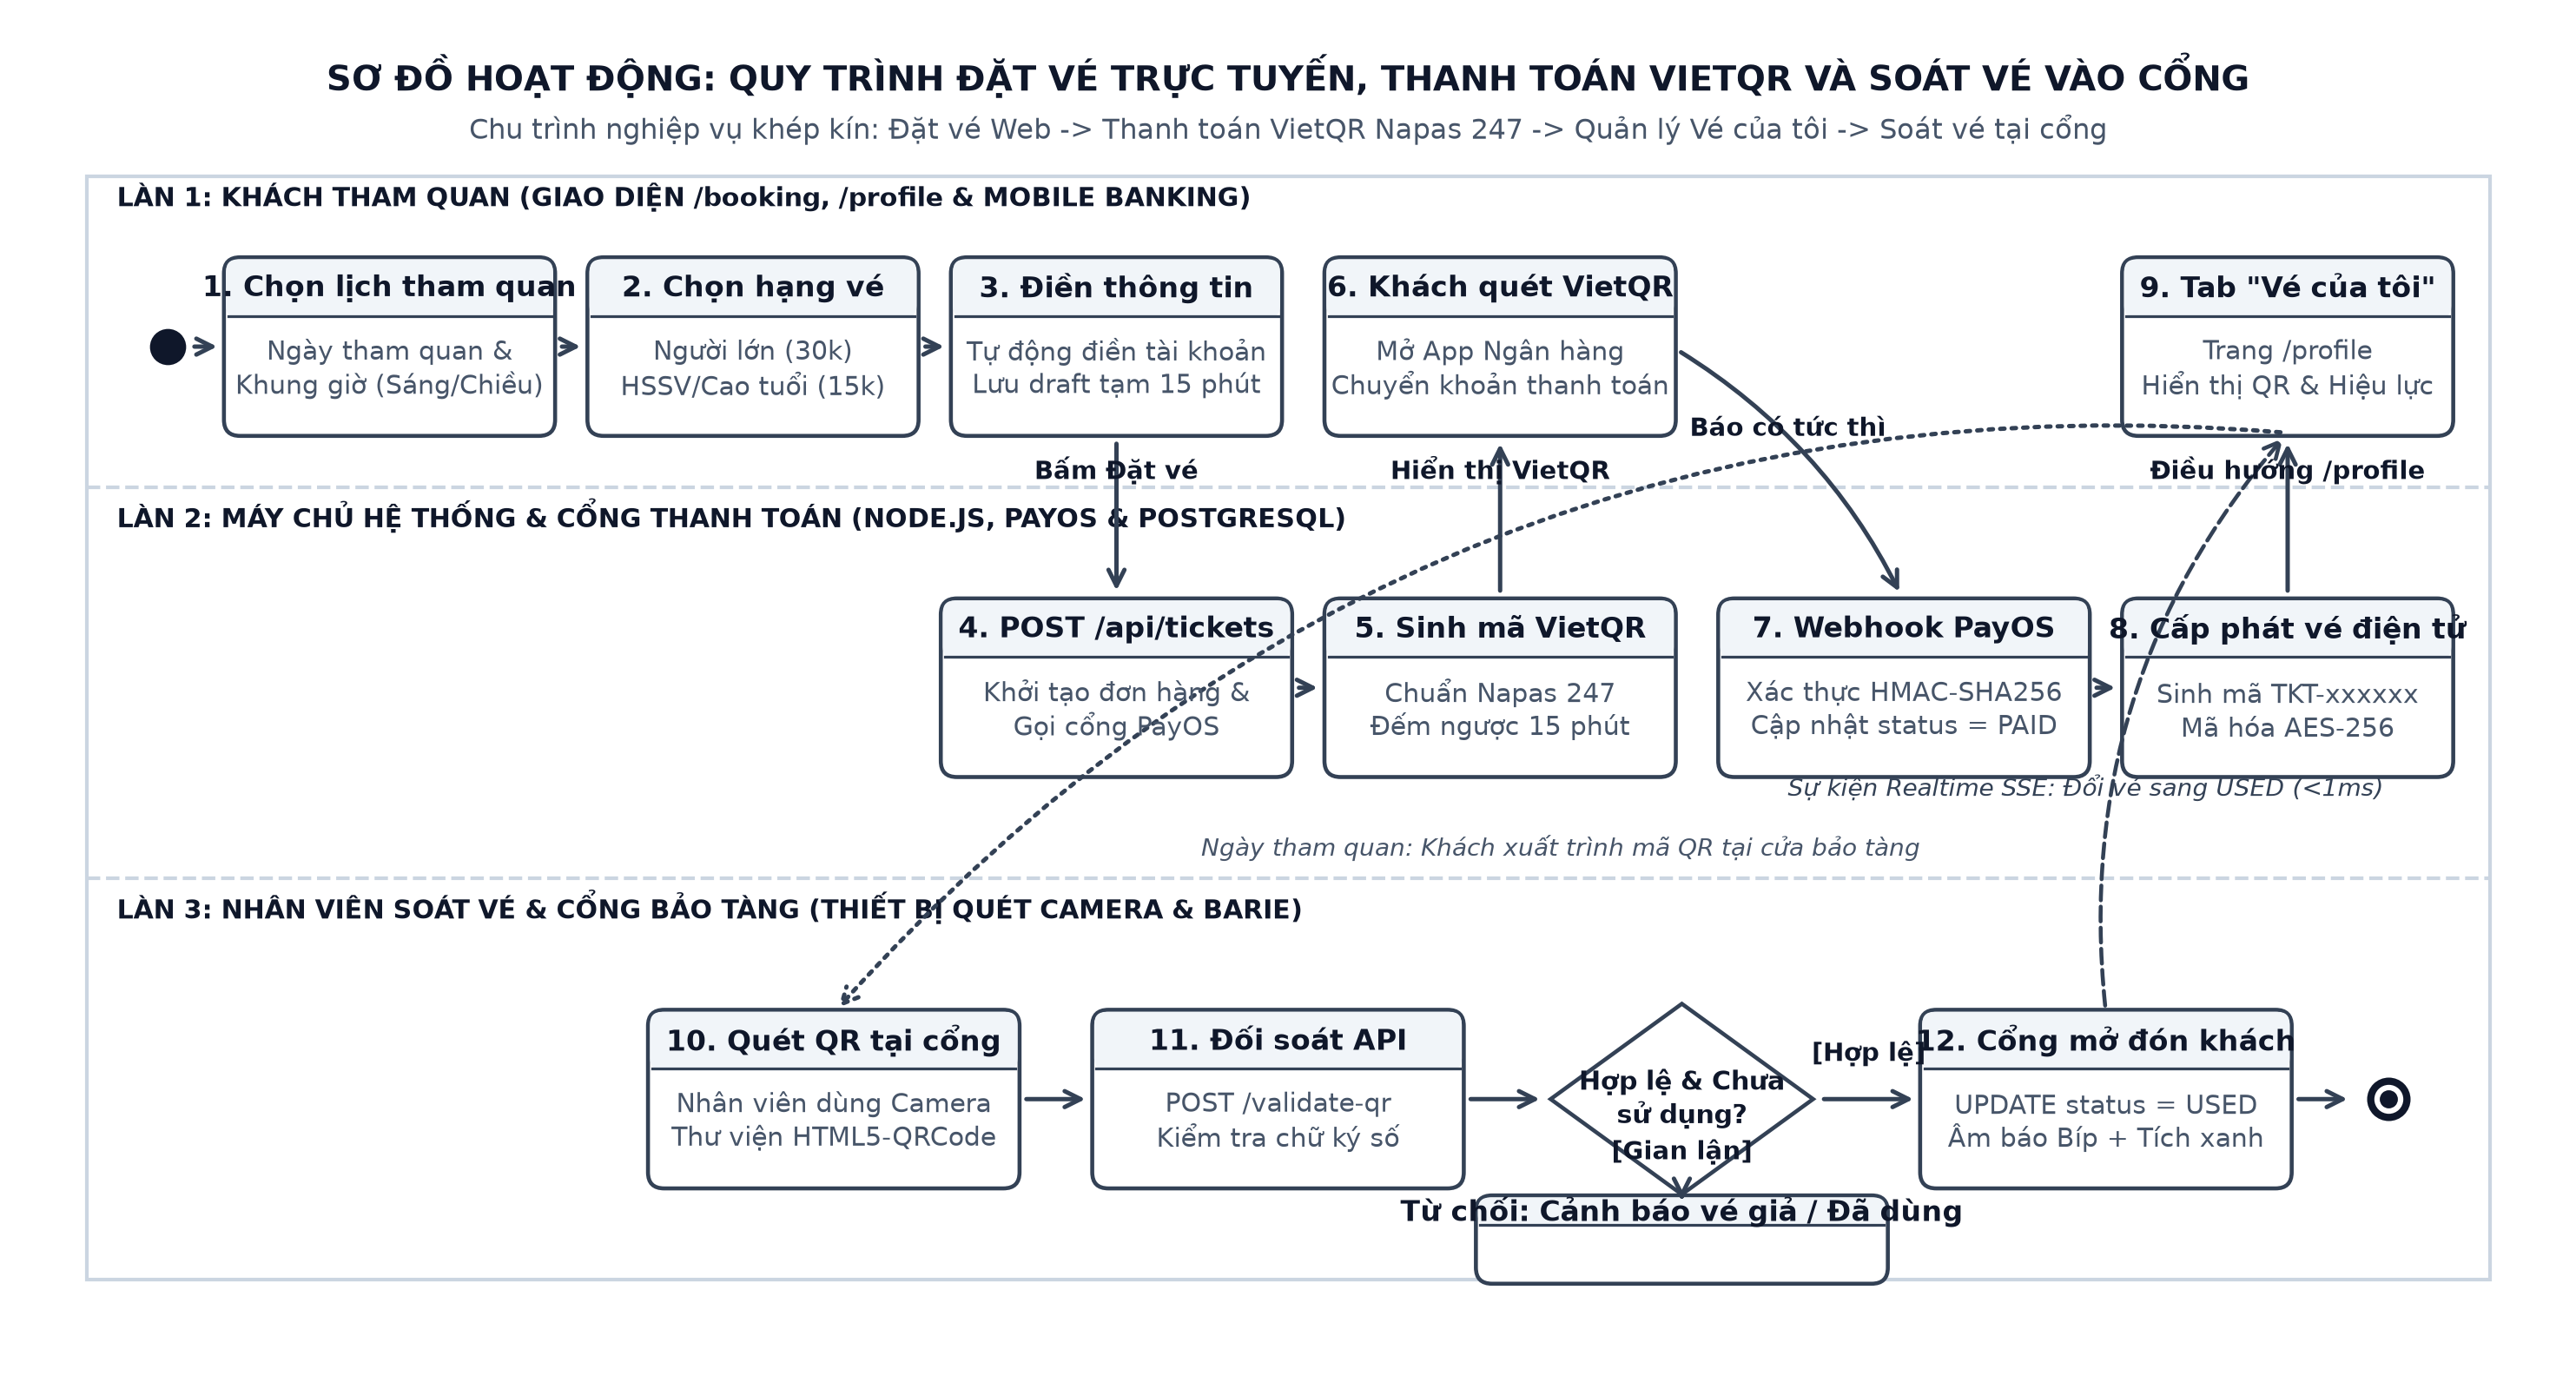 SƠ ĐỒ HOẠT ĐỘNG: QUY TRÌNH ĐẶT VÉ TRỰC TUYẾN, THANH TOÁN VIETQR VÀ SOÁT VÉ VÀO CỔNG
Chu trình nghiệp vụ khép kín: Đặt vé Web -> Thanh toán VietQR Napas 247 -> Quản lý Vé của tôi -> Soát vé tại cổng
LÀN 1: KHÁCH THAM QUAN (GIAO DIỆN /booking, /profile & MOBILE BANKING)
1. Chọn lịch tham quan
Ngày tham quan &
Khung giờ (Sáng/Chiều)
2. Chọn hạng vé
Người lớn (30k)
HSSV/Cao tuổi (15k)
3. Điền thông tin
Tự động điền tài khoản
Lưu draft tạm 15 phút
6. Khách quét VietQR
Mở App Ngân hàng
Chuyển khoản thanh toán
9. Tab "Vé của tôi"
Trang /profile
Hiển thị QR & Hiệu lực
Báo có tức thì
Bấm Đặt vé
Hiển thị VietQR
Điều hướng /profile
LÀN 2: MÁY CHỦ HỆ THỐNG & CỔNG THANH TOÁN (NODE.JS, PAYOS & POSTGRESQL)
4. POST /api/tickets
Khởi tạo đơn hàng &
Gọi cổng PayOS
5. Sinh mã VietQR
Chuẩn Napas 247
Đếm ngược 15 phút
7. Webhook PayOS
Xác thực HMAC-SHA256
Cập nhật status = PAID
8. Cấp phát vé điện tử
Sinh mã TKT-xxxxxx
Mã hóa AES-256
Sự kiện Realtime SSE: Đổi vé sang USED (<1ms)
Ngày tham quan: Khách xuất trình mã QR tại cửa bảo tàng
LÀN 3: NHÂN VIÊN SOÁT VÉ & CỔNG BẢO TÀNG (THIẾT BỊ QUÉT CAMERA & BARIE)
10. Quét QR tại cổng
Nhân viên dùng Camera
Thư viện HTML5-QRCode
11. Đối soát API
POST /validate-qr
Kiểm tra chữ ký số
Hợp lệ & Chưa
sử dụng?
[Gian lận]
[Hợp lệ]
12. Cổng mở đón khách
UPDATE status = USED
Âm báo Bíp + Tích xanh
Từ chối: Cảnh báo vé giả / Đã dùng